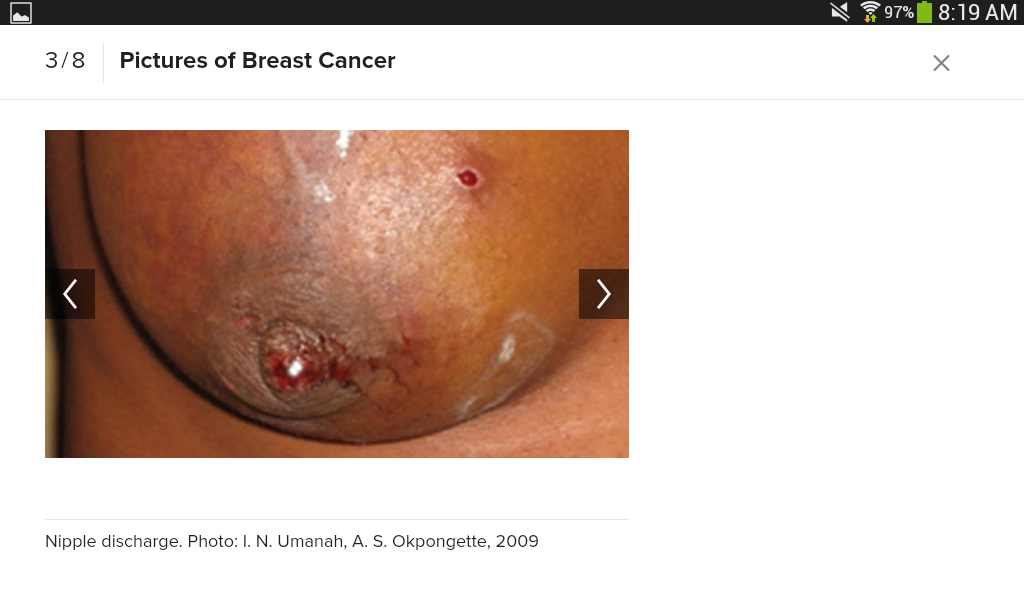 97% 8:19 AM
3/8 Pictures of Breast Cancer
Nipple discharge. Photo: I. N. Umanah, A. S. Okpongette, 2009